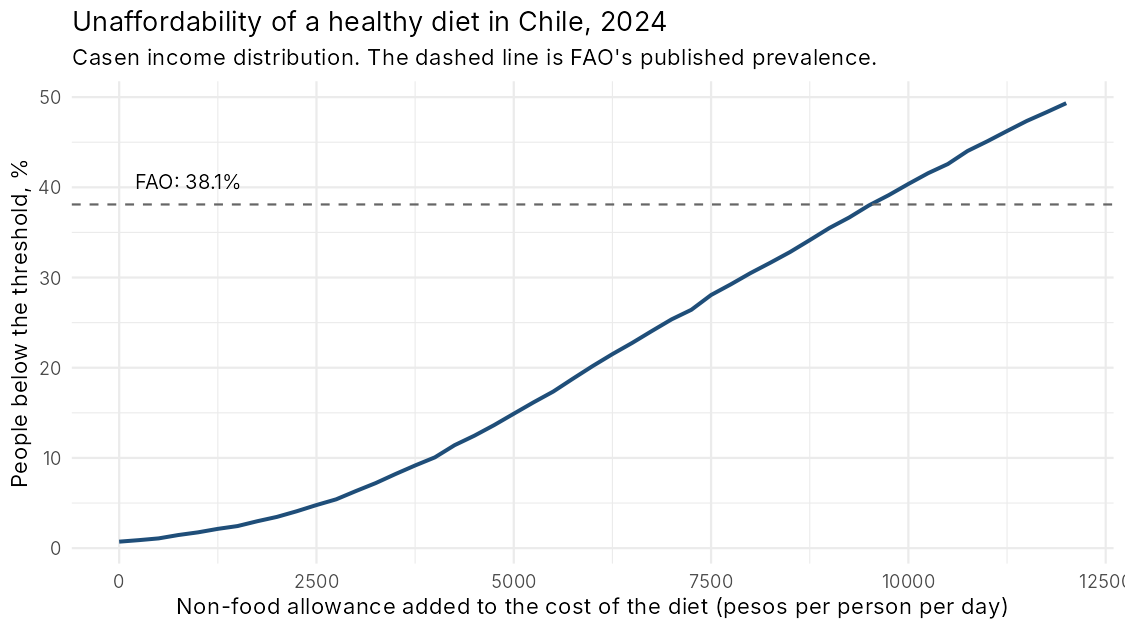 Unaffordability of a healthy diet in Chile, 2024
Casen income distribution. The dashed line is FAO's published prevalence.
People below the threshold, %
50
40
30
20
10
0
FAO: 38.1%
0
2500
5000
7500
10000
12500
Non-food allowance added to the cost of the diet (pesos per person per day)